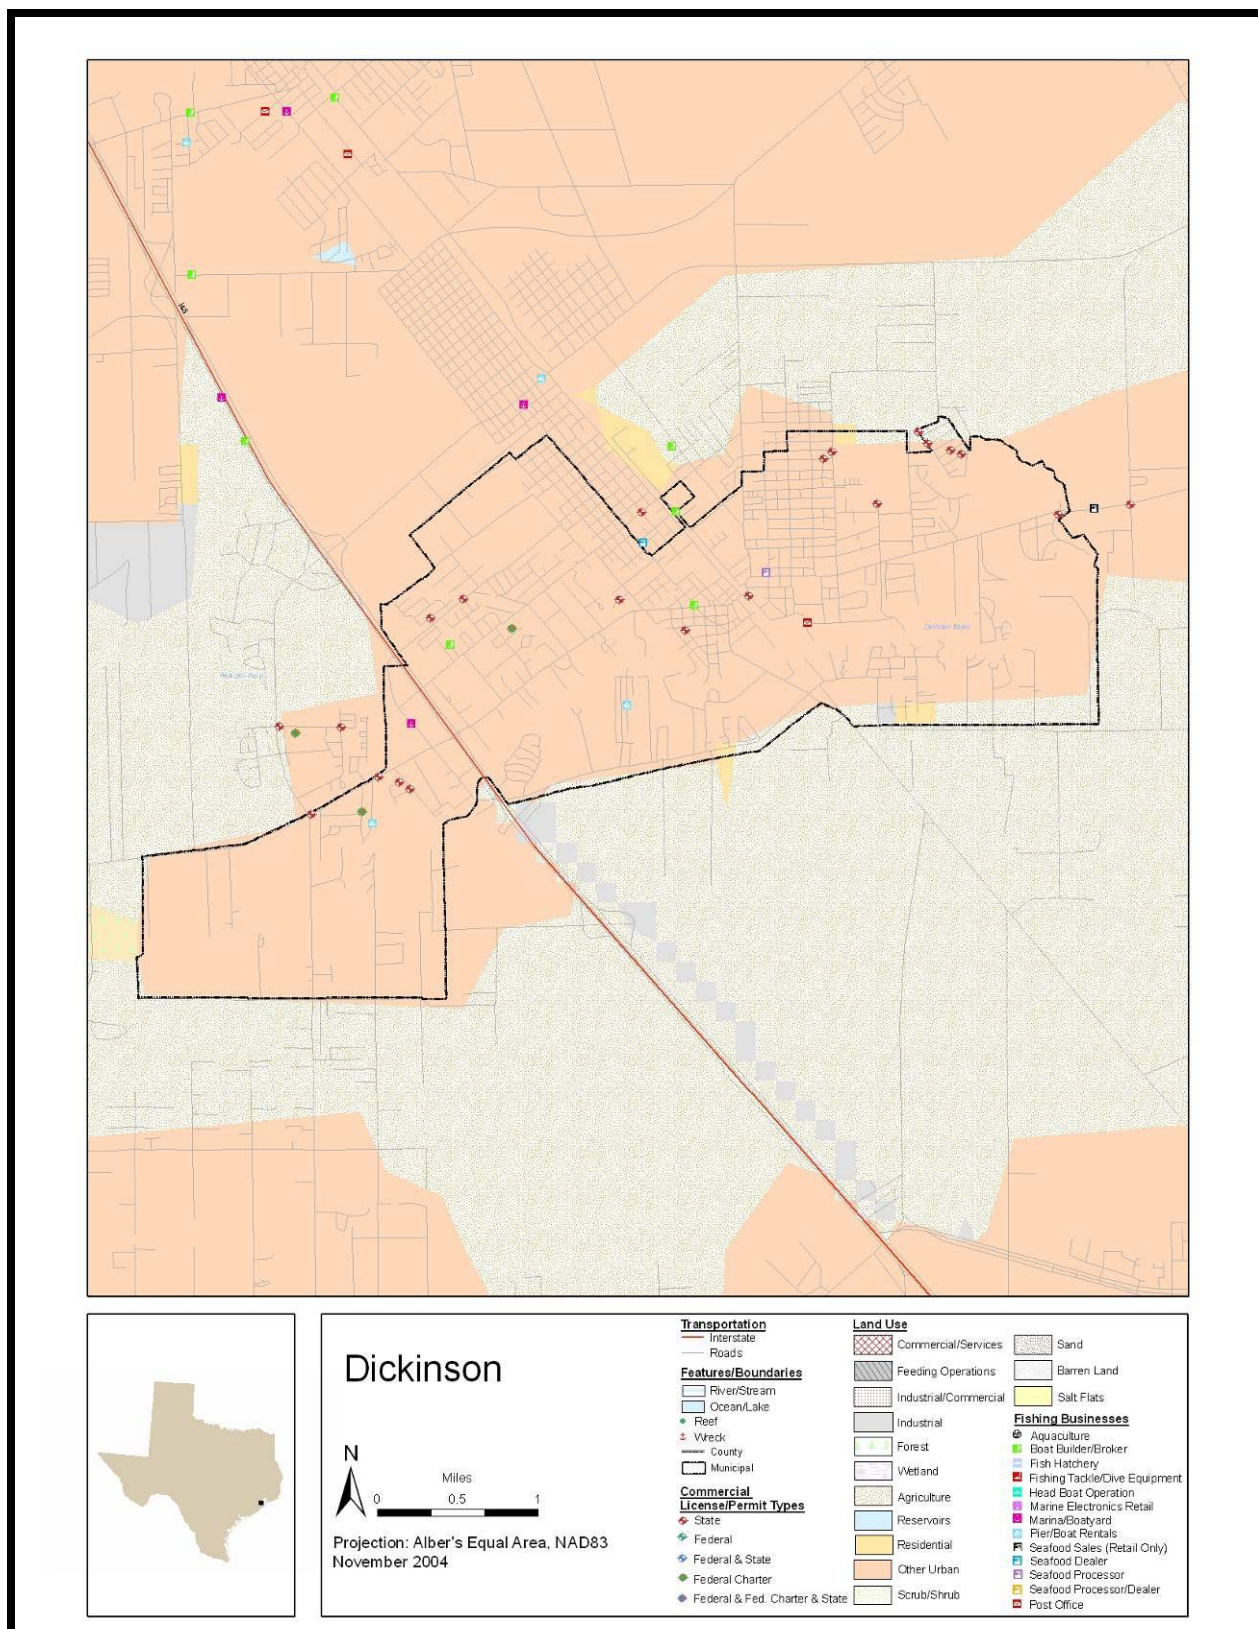 I45
Dickinson Bayou
Dickinson
N
Miles
0 0.5 1
Projection: Alber's Equal Area, NAD83
November 2004
Transportation
Interstate
Roads
Features/Boundaries
River/Stream
Ocean/Lake
Reef
Wreck
County
Municipal
Commercial
License/Permit Types
State
Federal
Federal & State
Federal Charter
Federal & Fed. Charter & State
Land Use
Commercial/Services
Feeding Operations
Industrial/Commercial
Industrial
Forest
Wetland
Agriculture
Reservoirs
Residential
Other Urban
Scrub/Shrub
Sand
Barren Land
Salt Flats
Fishing Businesses
Aquaculture
Boat Builder/Broker
Fish Hatchery
Fishing Tackle/Dive Equipment
Head Boat Operation
Marine Electronics Retail
Marina/Boatyard
Pier/Boat Rentals
Seafood Sales (Retail Only)
Seafood Dealer
Seafood Processor
Seafood Processor/Dealer
Post Office